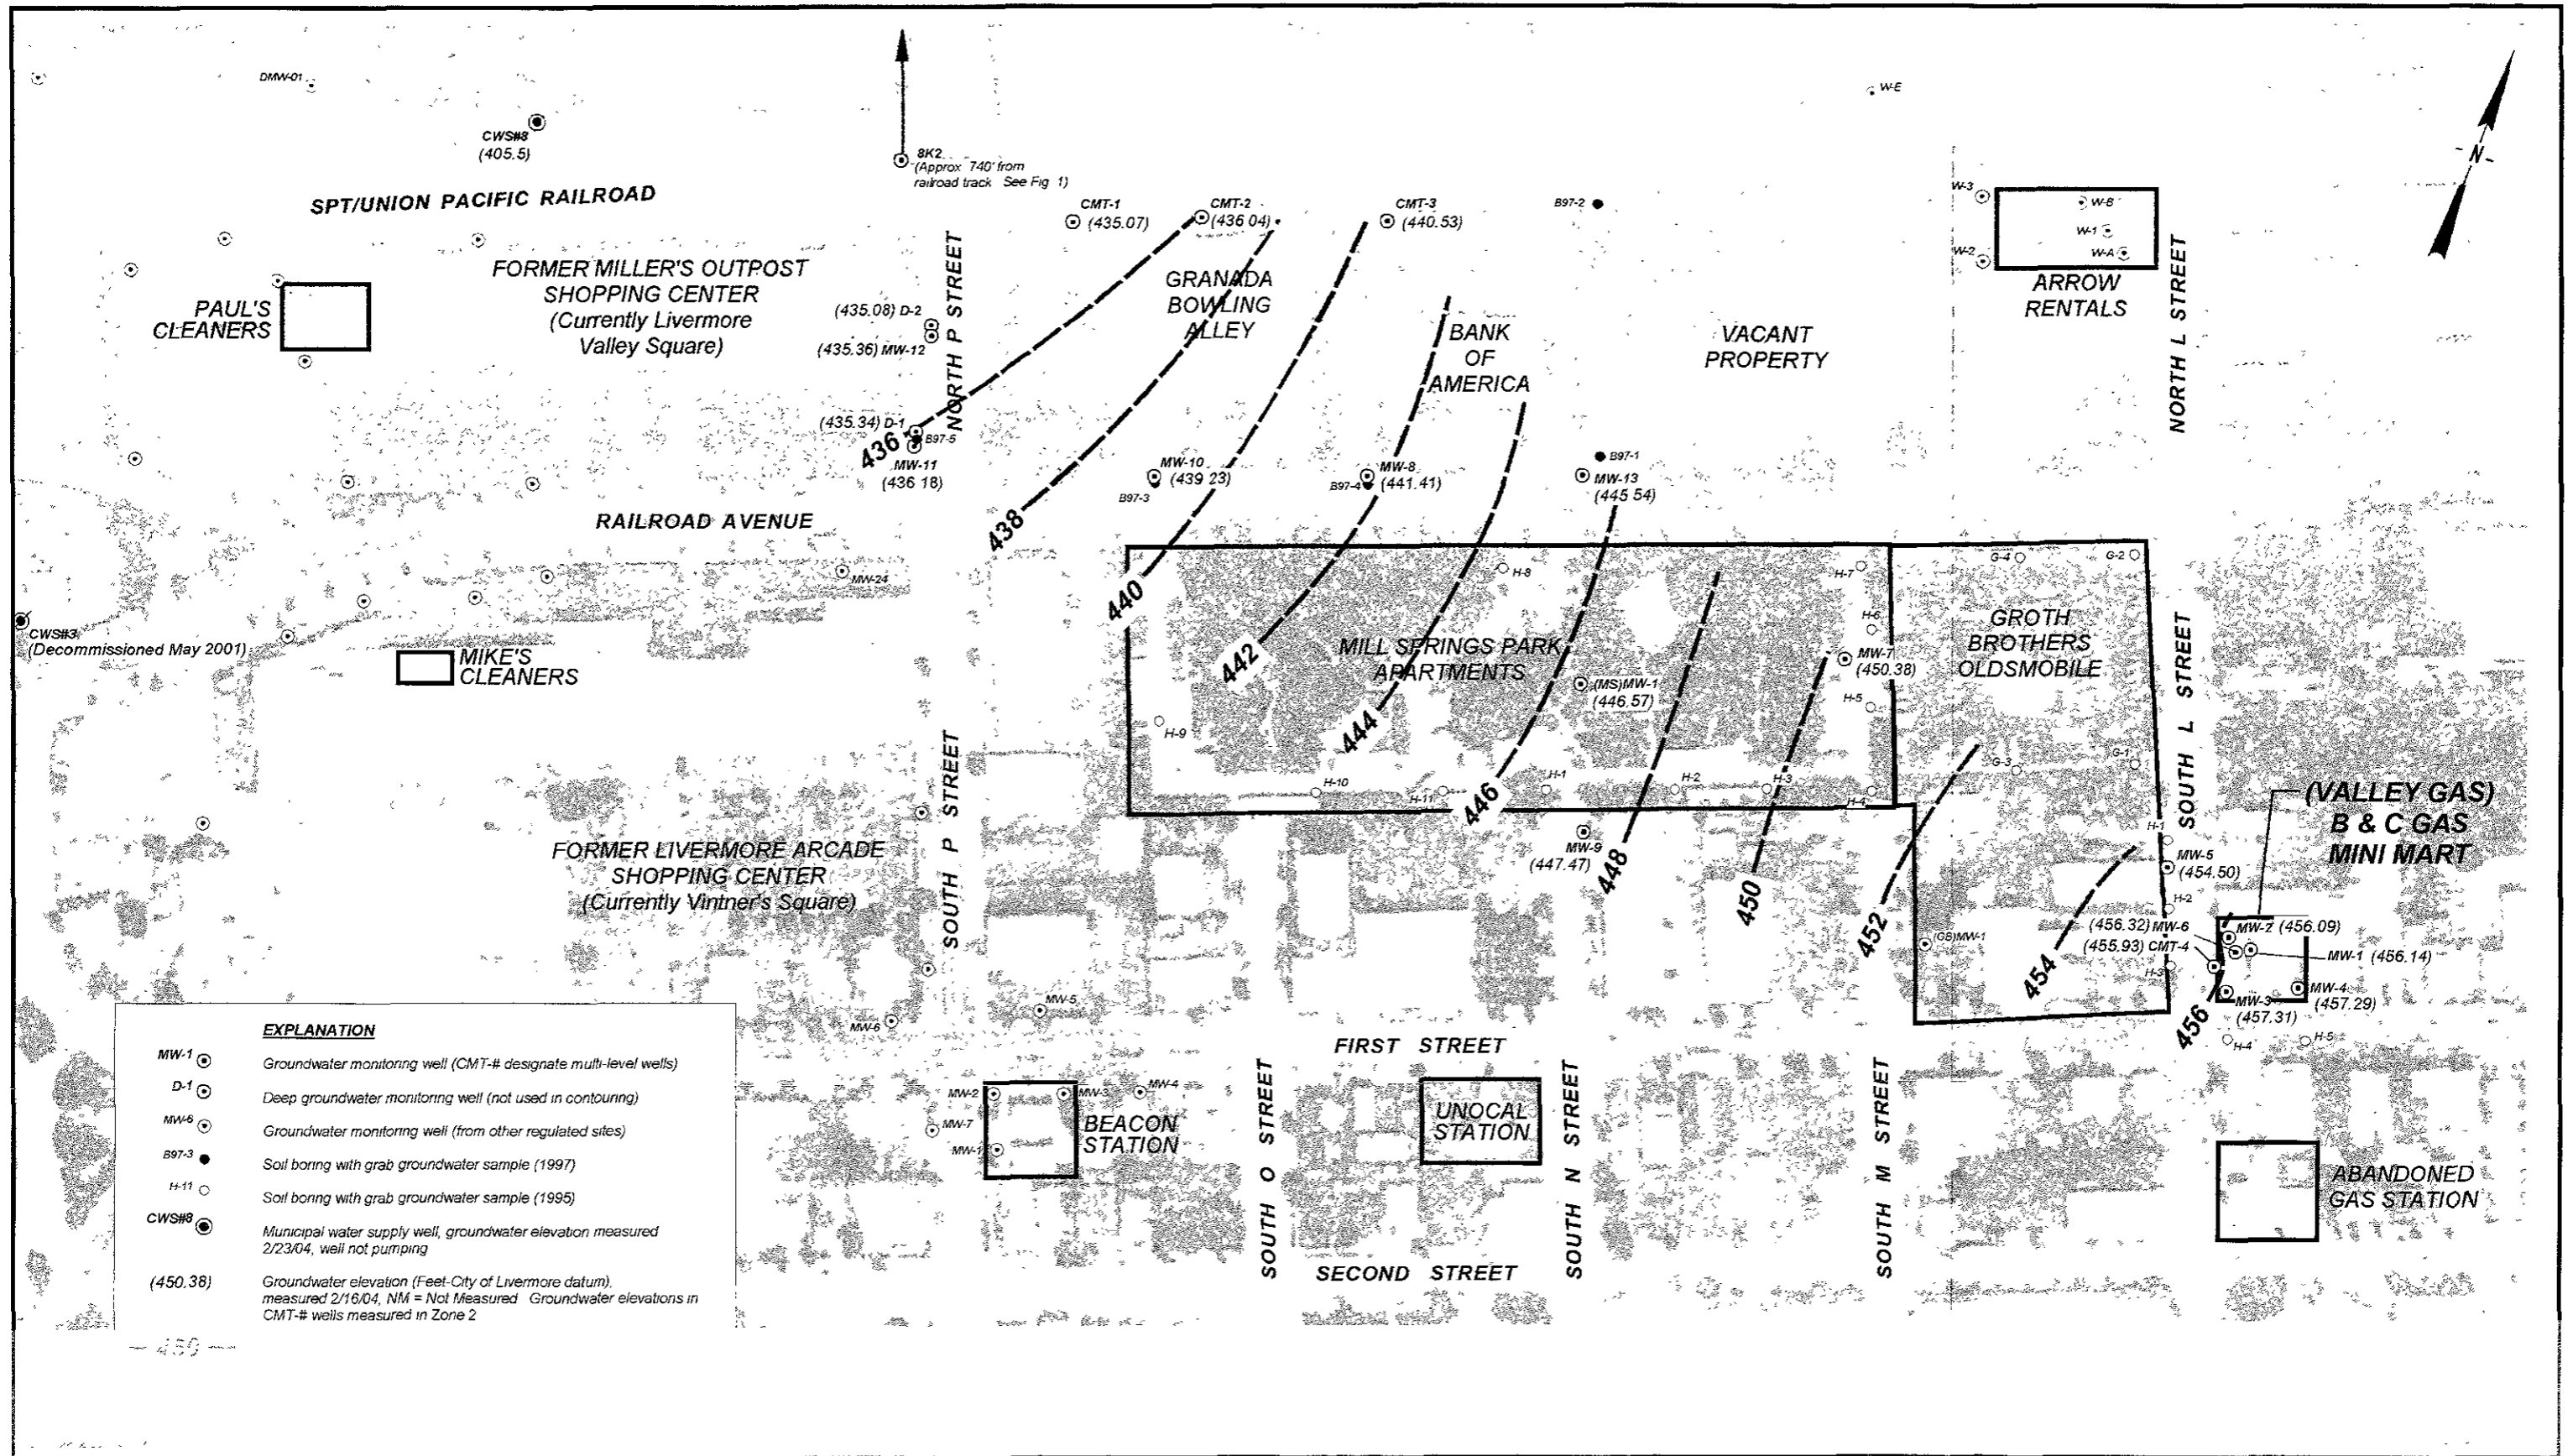 DMW-01
CWS#8
(405.5)
SPT/UNION PACIFIC RAILROAD
8K2
(Approx 740' from
railroad track See Fig 1)
W-E
-N-
CMT-1
(435.07)
CMT-2
(436 04)
CMT-3
(440.53)
B97-2
W-3
W-B
W-1
W-2
W-A
ARROW
RENTALS
NORTH L STREET
PAUL'S
CLEANERS
FORMER MILLER'S OUTPOST
SHOPPING CENTER
(Currently Livermore
Valley Square)
(435.08) D-2
(435.36) MW-12
NORTH P STREET
GRANADA
BOWLING
ALLEY
BANK
OF
AMERICA
VACANT
PROPERTY
(435.34) D-1
B97-5
436
MW-11
(436 18)
MW-10
(439 23)
B97-3
MW-8
B97-4
(441.41)
B97-1
MW-13
(445 54)
RAILROAD AVENUE
438
440
442
444
446
448
450
452
454
456
MW-24
CWS#3
(Decommissioned May 2001)
MIKE'S
CLEANERS
H-8
H-7
H-6
G-4
G-2
MILL SPRINGS PARK
APARTMENTS
(MS)MW-1
(446.57)
MW-7
(450.38)
H-5
H-9
H-10
H-11
H-1
H-2
H-3
H-4
GROTH
BROTHERS
OLDSMOBILE
G-3
G-1
SOUTH L STREET
(VALLEY GAS)
B & C GAS
MINI MART
H-1
MW-5
(454.50)
H-2
(456.32) MW-6
(455.93) CMT-4
MW-2 (456.09)
MW-1 (456.14)
H-3
MW-4
(457.29)
MW-3
(457.31)
H-4
H-5
MW-9
(447.47)
(GB)MW-1
FORMER LIVERMORE ARCADE
SHOPPING CENTER
(Currently Vintner's Square)
SOUTH P STREET
MW-5
MW-6
MW-2
MW-3
MW-4
MW-7
MW-1
BEACON
STATION
FIRST STREET
UNOCAL
STATION
SOUTH O STREET
SOUTH N STREET
SOUTH M STREET
SECOND STREET
ABANDONED
GAS STATION
EXPLANATION
MW-1
Groundwater monitoring well (CMT-# designate multi-level wells)
D-1
Deep groundwater monitoring well (not used in contouring)
MW-6
Groundwater monitoring well (from other regulated sites)
B97-3
Soil boring with grab groundwater sample (1997)
H-11
Soil boring with grab groundwater sample (1995)
CWS#8
Municipal water supply well, groundwater elevation measured
2/23/04, well not pumping
(450.38)
Groundwater elevation (Feet-City of Livermore datum),
measured 2/16/04, NM = Not Measured Groundwater elevations in
CMT-# wells measured in Zone 2